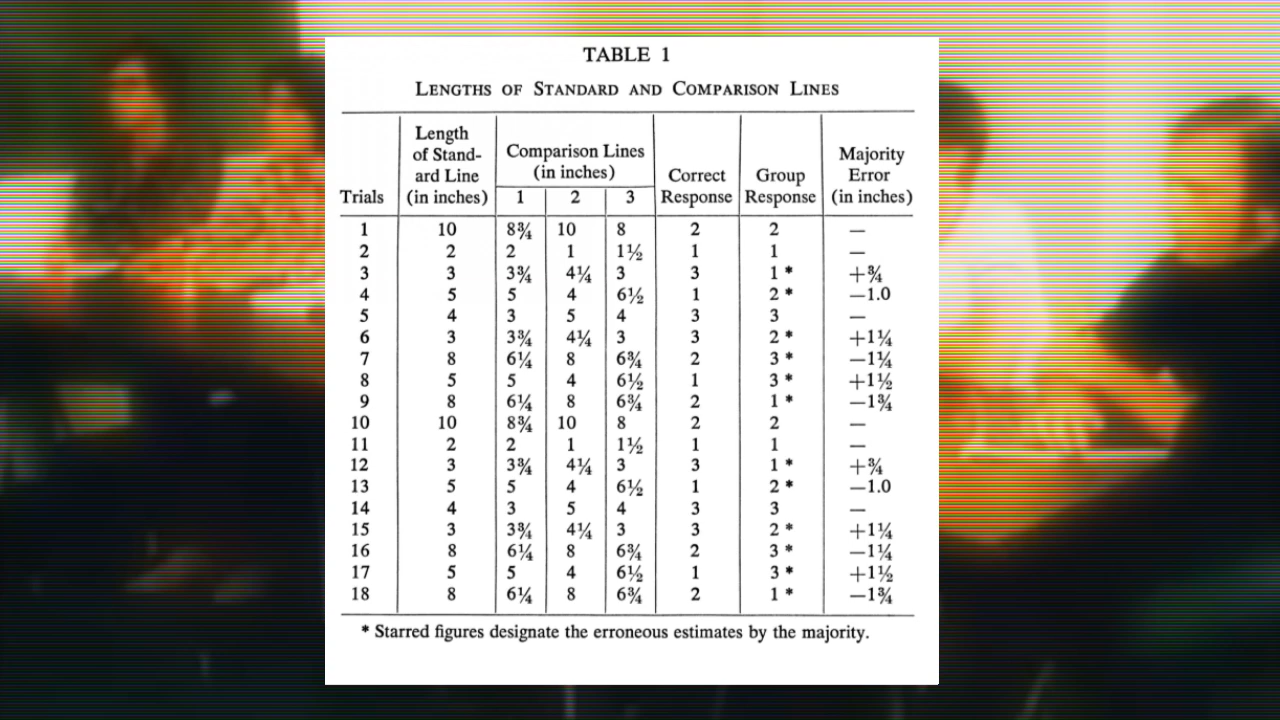 TABLE 1
LENGTHS OF STANDARD AND COMPARISON LINES
Trials
Length of Stand-ard Line (in inches)
Comparison Lines (in inches)
1 2 3
Correct Response
Group Response
Majority Error (in inches)
1 10 8¾ 10 8 2 2 —
2 2 2 1 1½ 1 1 —
3 3 3¾ 4¼ 3 3 1 * +¾
4 5 5 4 6½ 1 2 * —1.0
5 4 3 5 4 3 3 —
6 3 3¾ 4¼ 3 3 2 * +1¼
7 8 6¼ 8 6¾ 2 3 * —1¼
8 5 5 4 6½ 1 3 * +1½
9 8 6¼ 8 6¾ 2 1 * —1¾
10 10 8¾ 10 8 2 2 —
11 2 2 1 1½ 1 1 —
12 3 3¾ 4¼ 3 3 1 * +¾
13 5 5 4 6½ 1 2 * —1.0
14 4 3 5 4 3 3 —
15 3 3¾ 4¼ 3 3 2 * +1¼
16 8 6¼ 8 6¾ 2 3 * —1¼
17 5 5 4 6½ 1 3 * +1½
18 8 6¼ 8 6¾ 2 1 * —1¾
* Starred figures designate the erroneous estimates by the majority.